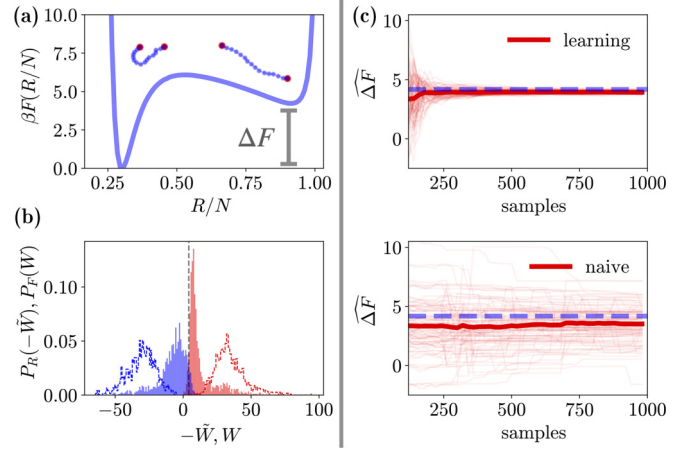 (a)
10.0
7.5
5.0
2.5
0.0
βF(R/N)
ΔF
0.25 0.50 0.75 1.00
R/N
(b)
0.10
0.05
0.00
P_R(−W̃), P_F(W)
−50 0 50 100
−W̃, W
(c)
10
5
0
\widehat{ΔF}
learning
250 500 750 1000
samples
10
5
0
\widehat{ΔF}
naive
250 500 750 1000
samples